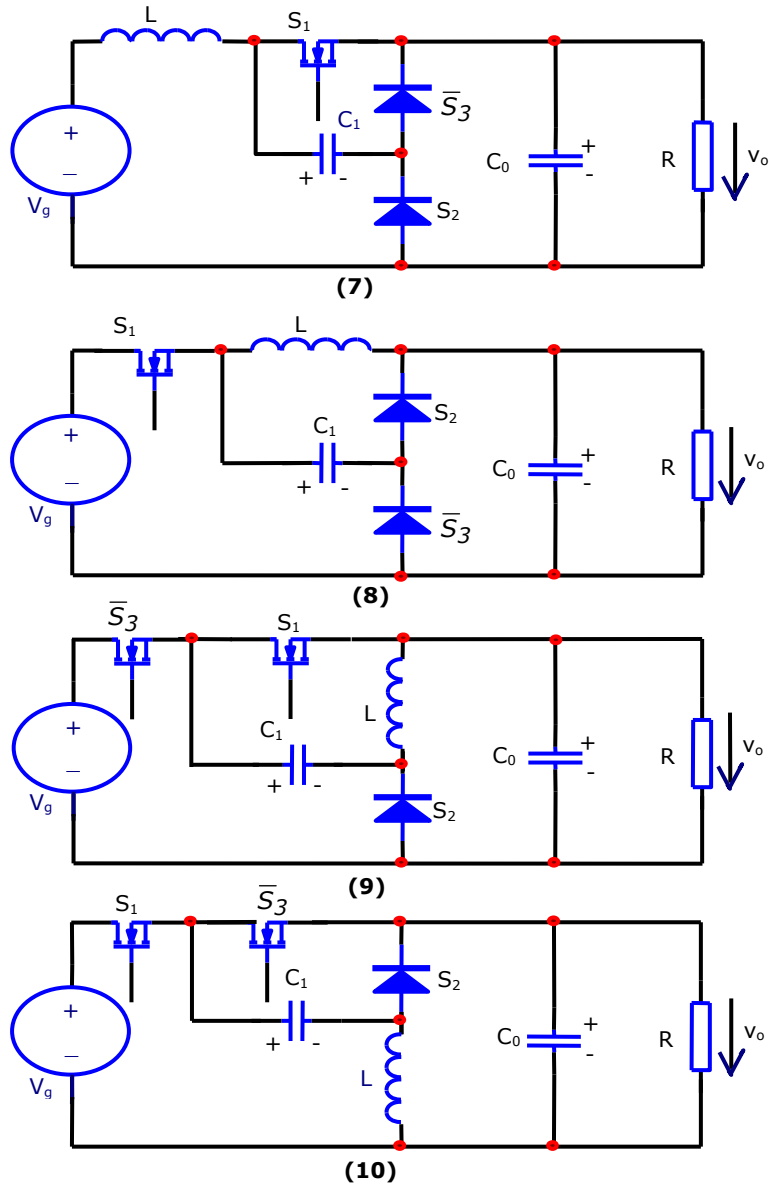 L
S1
S̅3
C1
+
−
+ -
C0
+
-
R
vo
Vg
S2
(7)
S1
L
S2
+
−
C1
+ -
C0
+
-
R
vo
Vg
S̅3
(8)
S̅3
S1
L
+
−
C1
+ -
C0
+
-
R
vo
Vg
S2
(9)
S1
S̅3
S2
+
−
C1
+ -
C0
+
-
R
vo
Vg
L
(10)